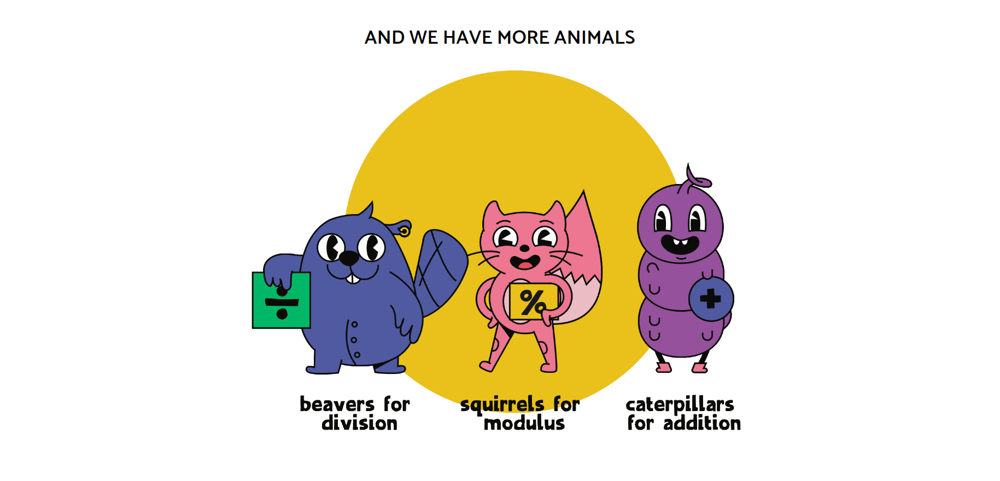 AND WE HAVE MORE ANIMALS
÷
%
+
beavers for
division
squirrels for
modulus
caterpillars
for addition